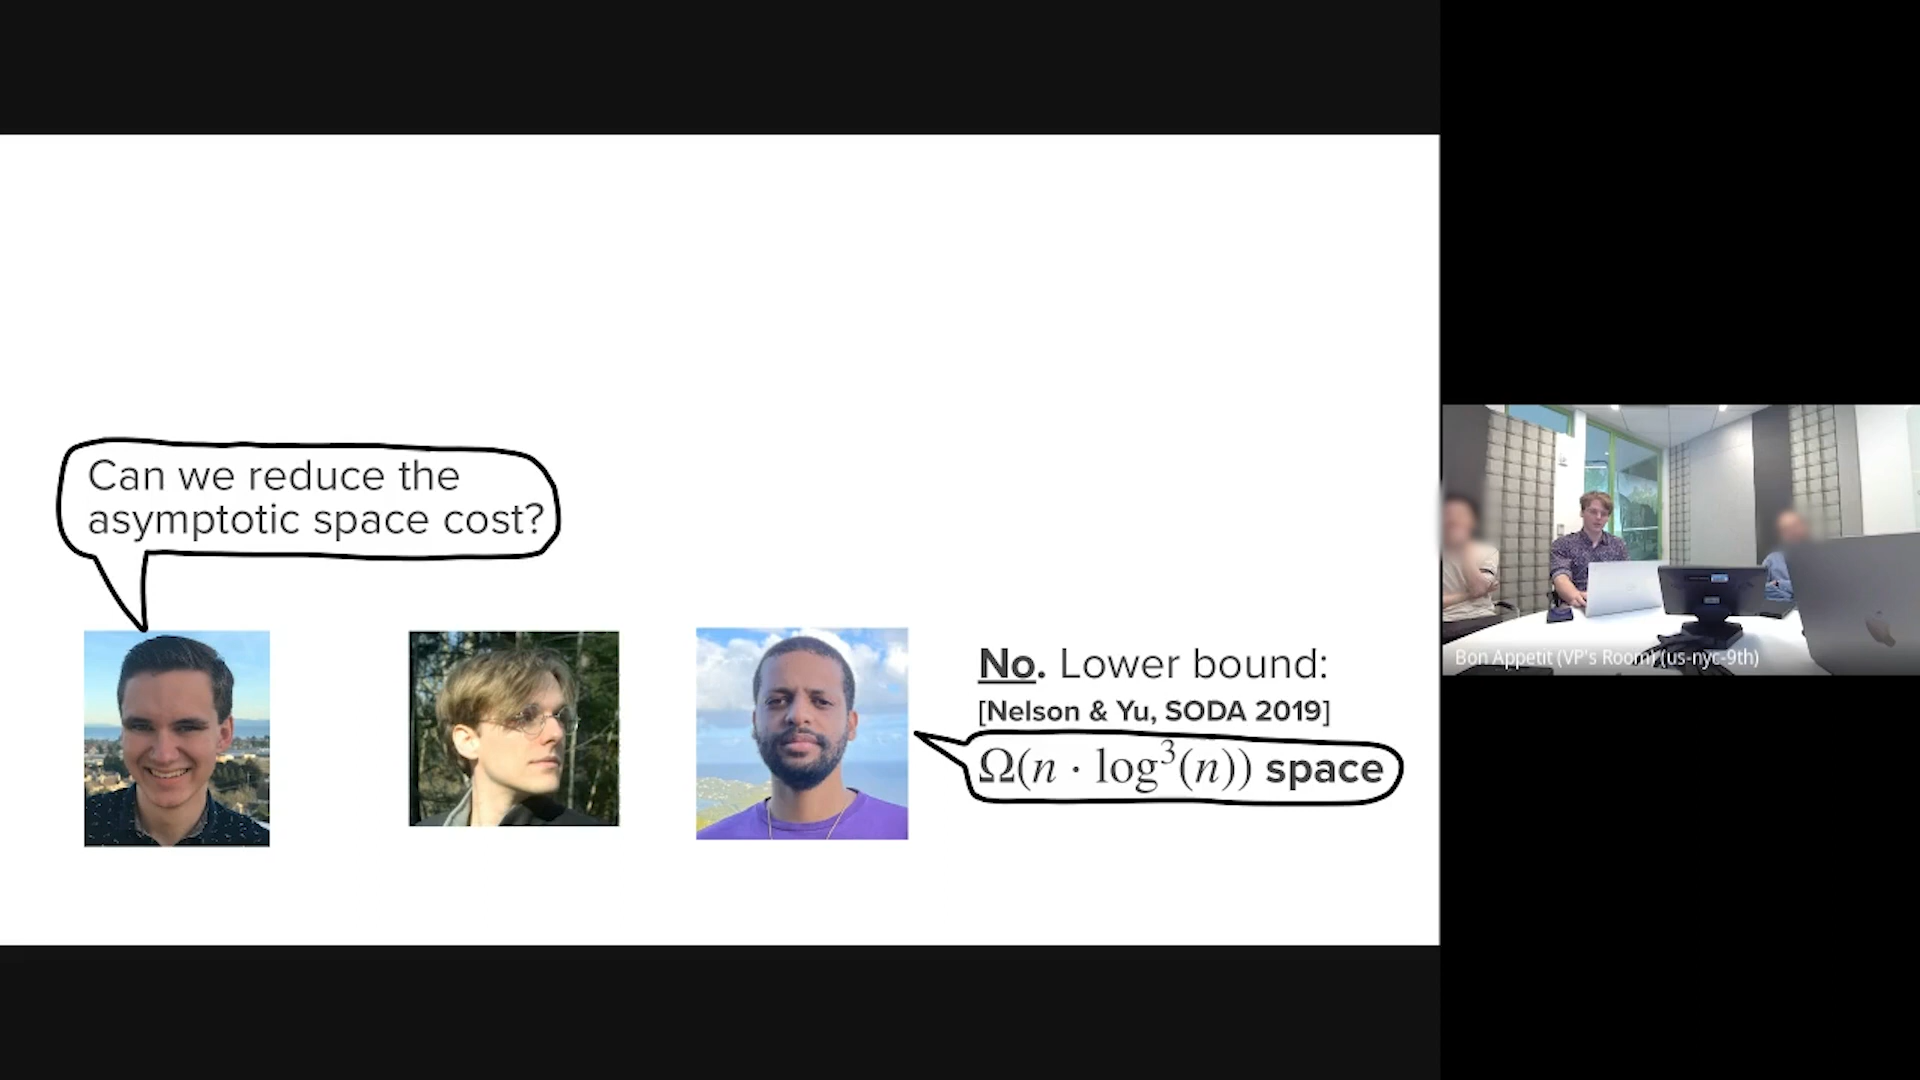 Can we reduce the
asymptotic space cost?
No. Lower bound:
[Nelson & Yu, SODA 2019]
Ω(n · log³(n)) space
Bon Appetit (VP's Room) (us-nyc-9th)